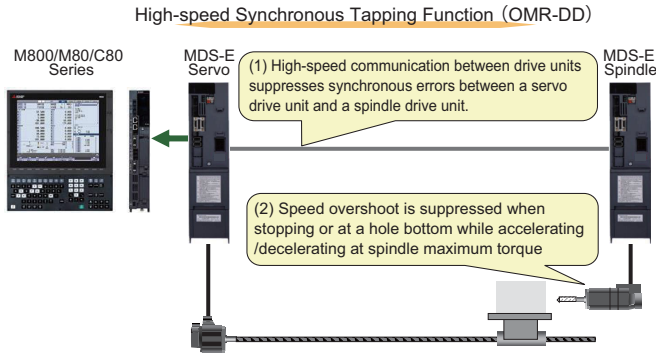 High-speed Synchronous Tapping Function (OMR-DD)
M800/M80/C80
Series
MDS-E
Servo
(1) High-speed communication between drive units
suppresses synchronous errors between a servo
drive unit and a spindle drive unit.
MDS-E
Spindle
(2) Speed overshoot is suppressed when
stopping or at a hole bottom while accelerating
/decelerating at spindle maximum torque